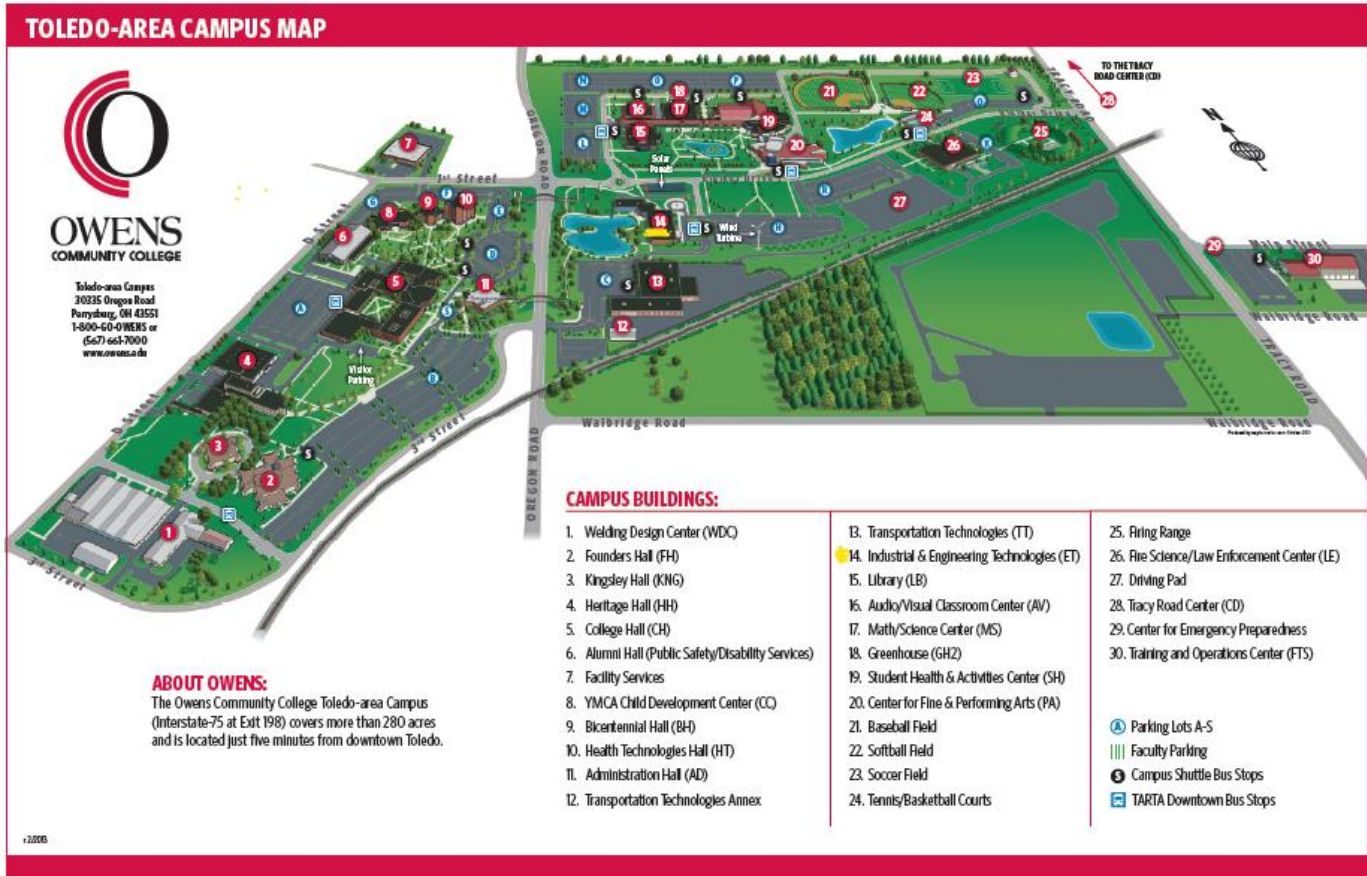 TOLEDO-AREA CAMPUS MAP
OWENS
COMMUNITY COLLEGE
Toledo-area Campus
30335 Oregon Road
Perrysburg, OH 43551
1-800-GO-OWENS or
(567) 661-7000
www.owens.edu
TO THE TRACY
ROAD CENTER (CD)
28
N
TRACY ROAD
OREGON ROAD
1st Street
D Street
D Street
3rd Street
3rd Street
OREGON ROAD
Walbridge Road
Walbridge Road
Main Street
Walbridge Road
TRACY ROAD
Solar
Panels
Wind
Turbine
Visitor
Parking
ABOUT OWENS:
The Owens Community College Toledo-area Campus
(Interstate-75 at Exit 198) covers more than 280 acres
and is located just five minutes from downtown Toledo.
CAMPUS BUILDINGS:
1. Welding Design Center (WDC)
2. Founders Hall (FH)
3. Kingsley Hall (KNG)
4. Heritage Hall (HH)
5. College Hall (CH)
6. Alumni Hall (Public Safety/Disability Services)
7. Facility Services
8. YMCA Child Development Center (CC)
9. Bicentennial Hall (BH)
10. Health Technologies Hall (HT)
11. Administration Hall (AD)
12. Transportation Technologies Annex
13. Transportation Technologies (TT)
14. Industrial & Engineering Technologies (ET)
15. Library (LB)
16. Audio/Visual Classroom Center (AV)
17. Math/Science Center (MS)
18. Greenhouse (GH2)
19. Student Health & Activities Center (SH)
20. Center for Fine & Performing Arts (PA)
21. Baseball Field
22. Softball Field
23. Soccer Field
24. Tennis/Basketball Courts
25. Firing Range
26. Fire Science/Law Enforcement Center (LE)
27. Driving Pad
28. Tracy Road Center (CD)
29. Center for Emergency Preparedness
30. Training and Operations Center (FTS)
A Parking Lots A-S
Faculty Parking
S Campus Shuttle Bus Stops
TARTA Downtown Bus Stops